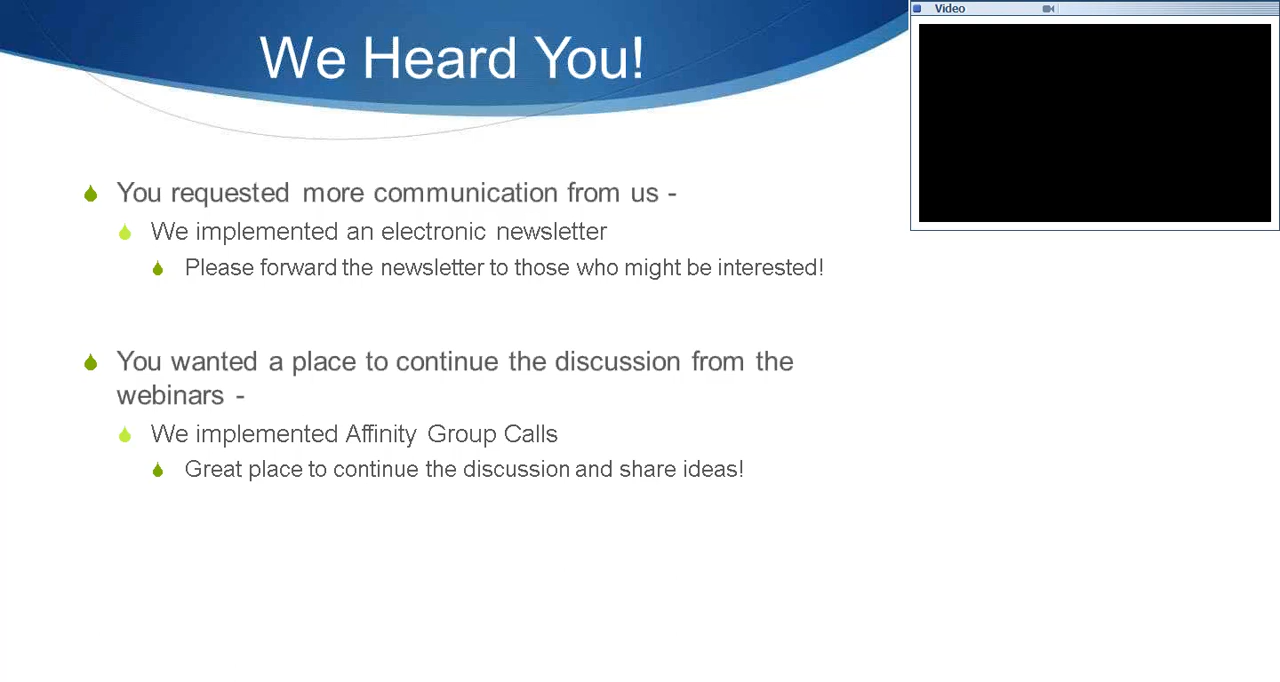 We Heard You!
Video
You requested more communication from us -
We implemented an electronic newsletter
Please forward the newsletter to those who might be interested!
You wanted a place to continue the discussion from the
webinars -
We implemented Affinity Group Calls
Great place to continue the discussion and share ideas!